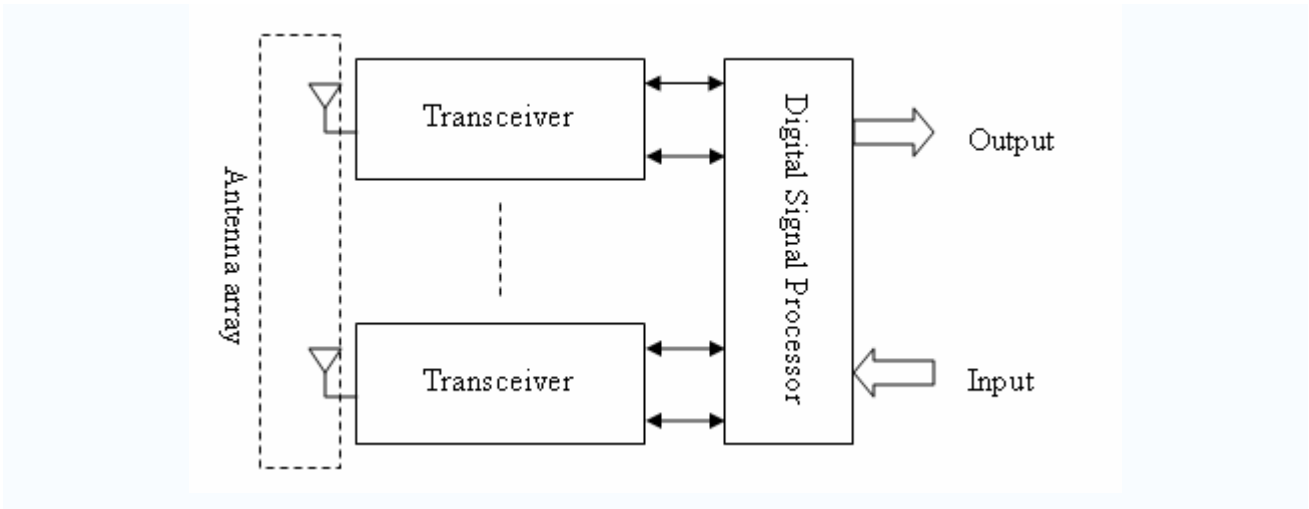 Antenna array
Transceiver
Transceiver
Digital Signal Processor
Output
Input